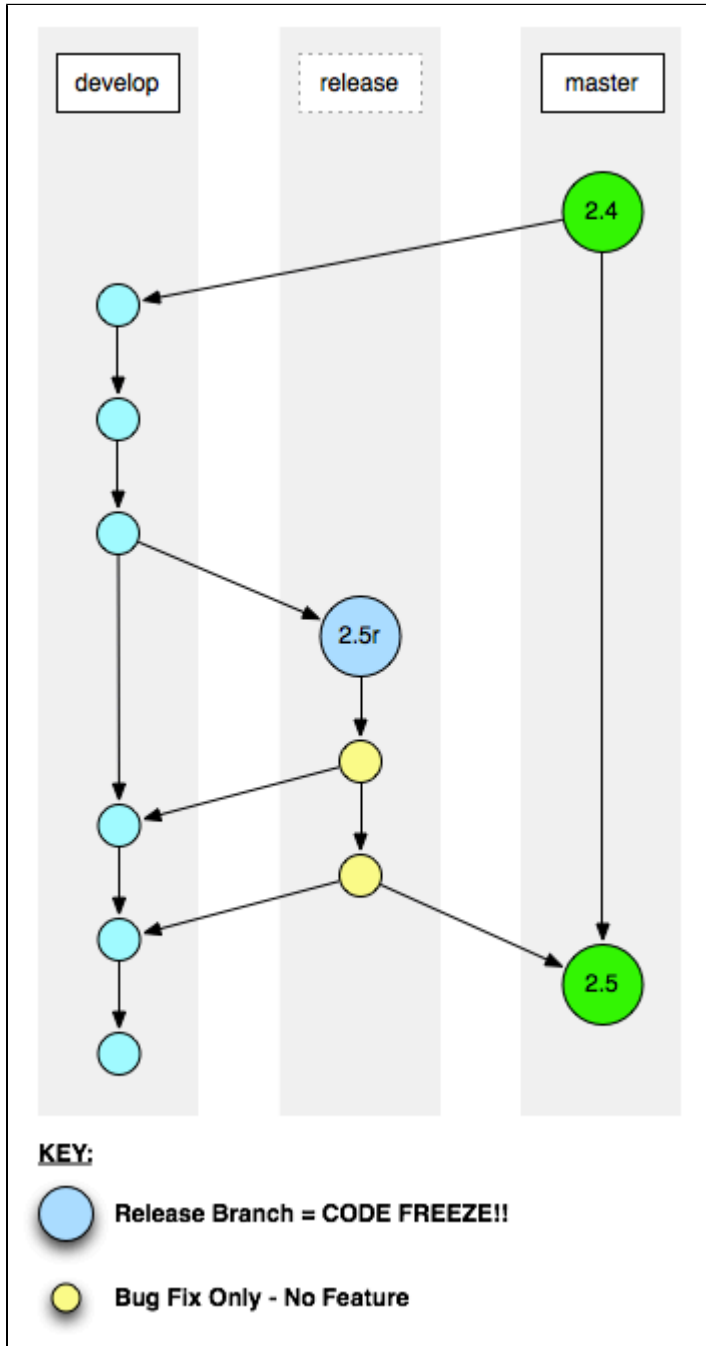 develop
release
master
2.4
2.5r
2.5
KEY:
Release Branch = CODE FREEZE!!
Bug Fix Only - No Feature